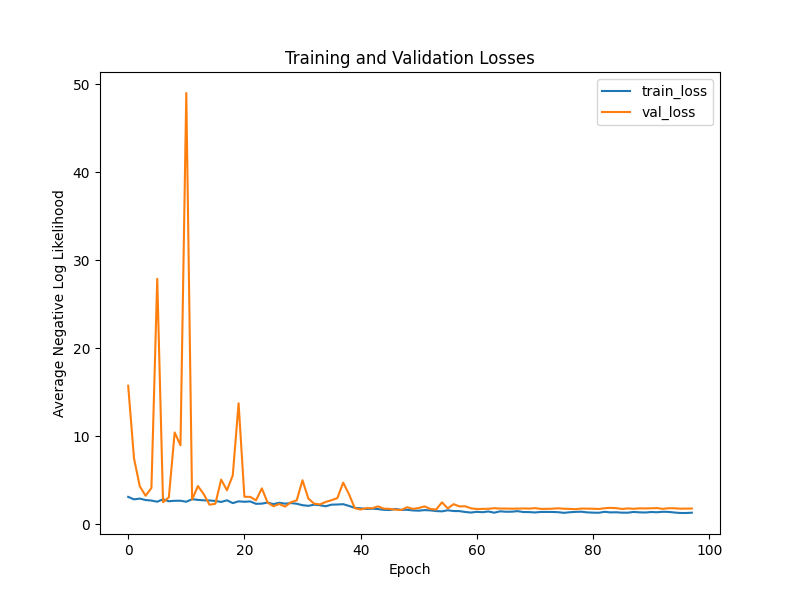 Training and Validation Losses
train_loss
val_loss
Average Negative Log Likelihood
50
40
30
20
10
0
0 20 40 60 80 100
Epoch